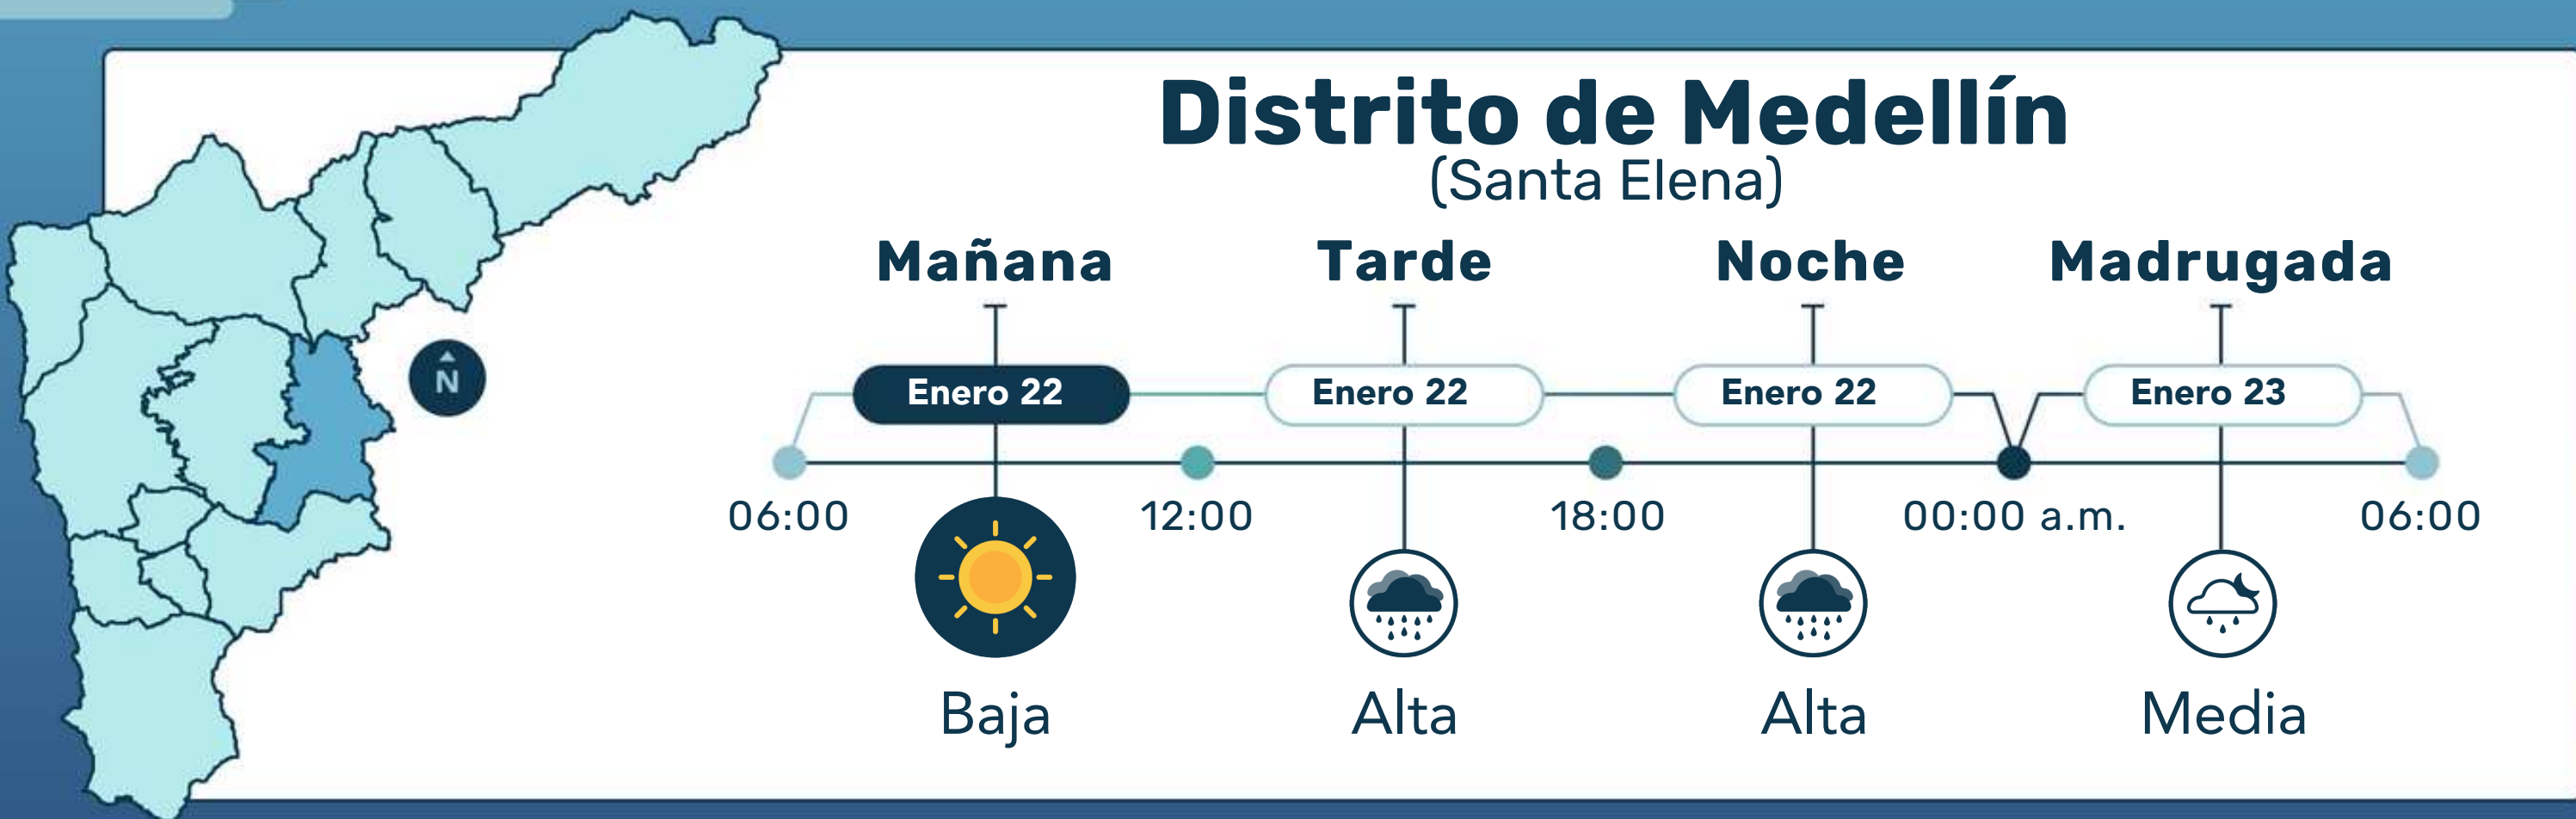 Distrito de Medellín
(Santa Elena)
Mañana Tarde Noche Madrugada
N
Enero 22 Enero 22 Enero 22 Enero 23
06:00 12:00 18:00 00:00 a.m. 06:00
Baja Alta Alta Media